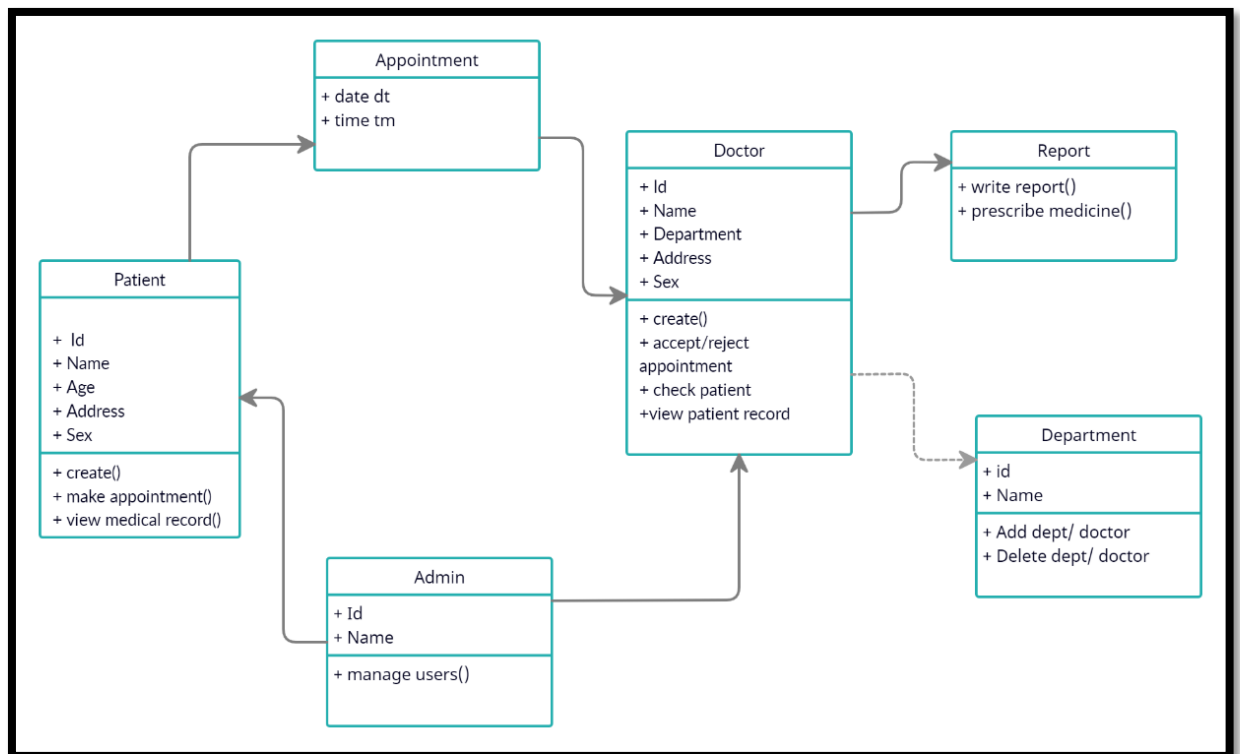 Appointment
+ date dt
+ time tm
Doctor
+ Id
+ Name
+ Department
+ Address
+ Sex
+ create()
+ accept/reject
appointment
+ check patient
+view patient record
Report
+ write report()
+ prescribe medicine()
Patient
+ Id
+ Name
+ Age
+ Address
+ Sex
+ create()
+ make appointment()
+ view medical record()
Department
+ id
+ Name
+ Add dept/ doctor
+ Delete dept/ doctor
Admin
+ Id
+ Name
+ manage users()